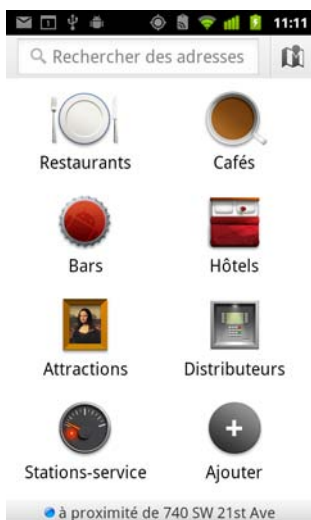 11:11
Rechercher des adresses
Restaurants
Cafés
Bars
Hôtels
Attractions
Distributeurs
Stations-service
Ajouter
à proximité de 740 SW 21st Ave